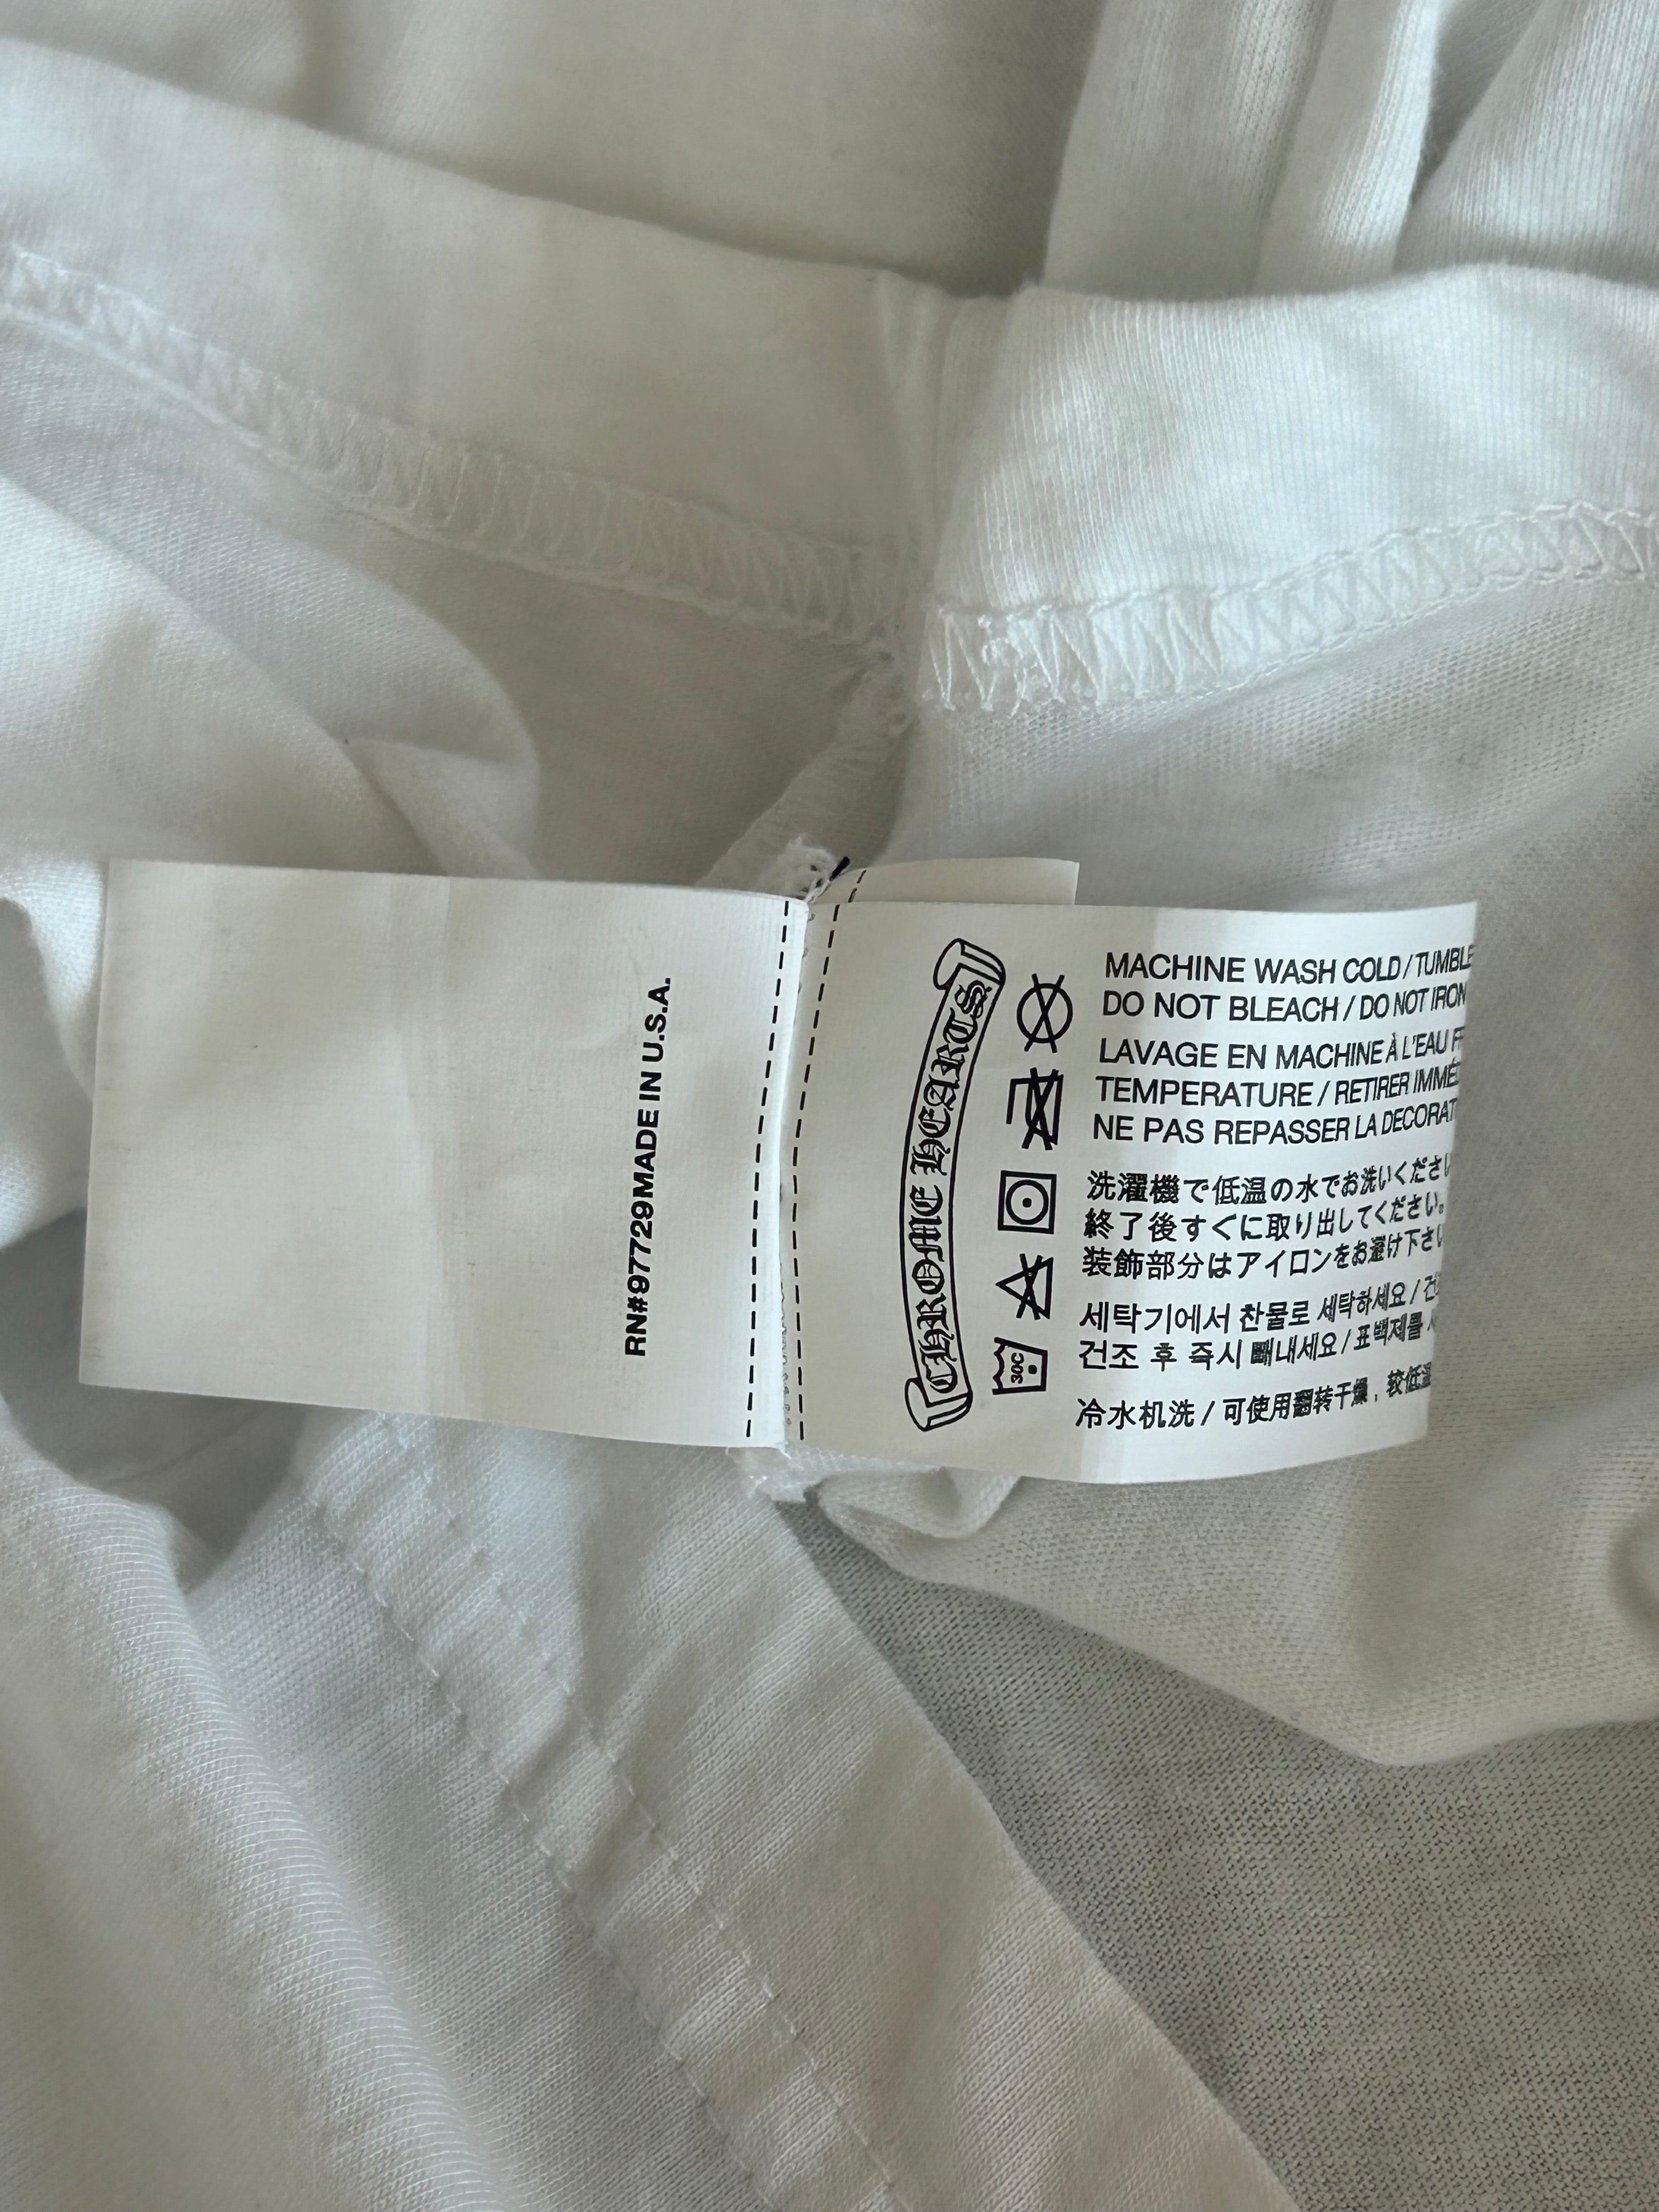 RN#97729MADE IN U.S.A.
CHROME HEARTS
30C
MACHINE WASH COLD / TUMBLE
DO NOT BLEACH / DO NOT IRON
LAVAGE EN MACHINE À L'EAU
TEMPERATURE / RETIRER
NE PAS REPASSER LA
洗濯機で低温の水でお洗いください
終了後すぐに取り出してください。
装飾部分はアイロンをお避け下さい
세탁기에서 찬물로 세탁하세요 /
건조 후 즉시 빼내세요 / 표백제를
冷水机洗 / 可使用翻转干燥，较低温